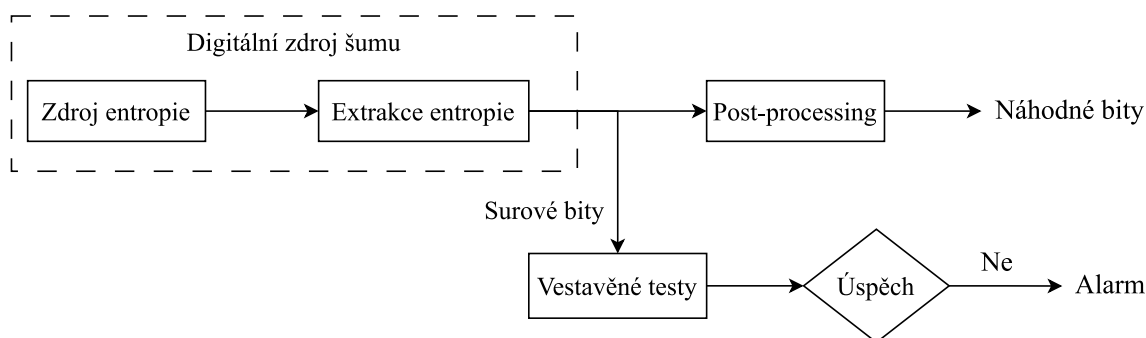 Digitální zdroj šumu
Zdroj entropie
Extrakce entropie
Post-processing
Náhodné bity
Surové bity
Vestavěné testy
Úspěch
Ne
Alarm